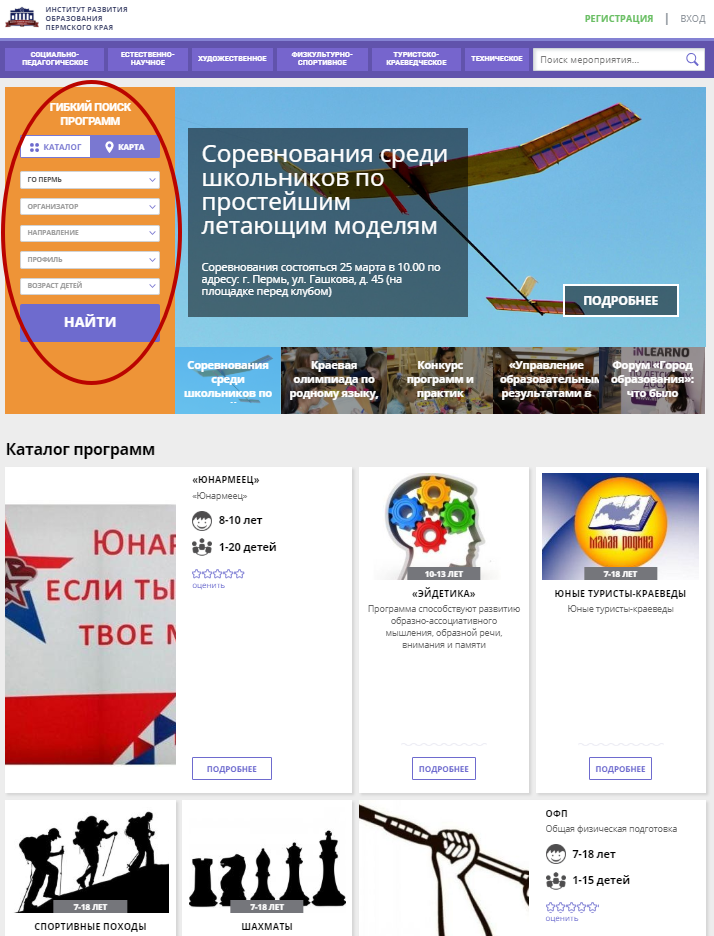 ИНСТИТУТ РАЗВИТИЯ
ОБРАЗОВАНИЯ
ПЕРМСКОГО КРАЯ
РЕГИСТРАЦИЯ | ВХОД
СОЦИАЛЬНО-
ПЕДАГОГИЧЕСКОЕ
ЕСТЕСТВЕННО-
НАУЧНОЕ
ХУДОЖЕСТВЕННОЕ
ФИЗКУЛЬТУРНО-
СПОРТИВНОЕ
ТУРИСТСКО-
КРАЕВЕДЧЕСКОЕ
ТЕХНИЧЕСКОЕ
Поиск мероприятия...
ГИБКИЙ ПОИСК
ПРОГРАММ
КАТАЛОГ
КАРТА
ГО ПЕРМЬ
ОРГАНИЗАТОР
НАПРАВЛЕНИЕ
ПРОФИЛЬ
ВОЗРАСТ ДЕТЕЙ
НАЙТИ
Соревнования среди
школьников по
простейшим
летающим моделям
Соревнования состояться 25 марта в 10.00 по
адресу: г. Пермь, ул. Гашкова, д. 45 (на
площадке перед клубом)
ПОДРОБНЕЕ
Соревнования
среди
школьников по
Краевая
олимпиада по
родному языку,
Конкурс
программ и
практик
«Управление
образовательным
результатами в
INLEARNO
Форум «Город
образования»:
что было
Каталог программ
ЮНАР
ЕСЛИ ТЫ
ТВОЕ М
«ЮНАРМЕЕЦ»
«Юнармеец»
8-10 лет
1-20 детей
оценить
ПОДРОБНЕЕ
10-13 ЛЕТ
«ЭЙДЕТИКА»
Программа способствуют развитию
образно-ассоциативного
мышления, образной речи,
внимания и памяти
ПОДРОБНЕЕ
малая родина
7-18 ЛЕТ
ЮНЫЕ ТУРИСТЫ-КРАЕВЕДЫ
Юные туристы-краеведы
ПОДРОБНЕЕ
7-18 ЛЕТ
СПОРТИВНЫЕ ПОХОДЫ
7-18 ЛЕТ
ШАХМАТЫ
ОФП
Общая физическая подготовка
7-18 лет
1-15 детей
оценить